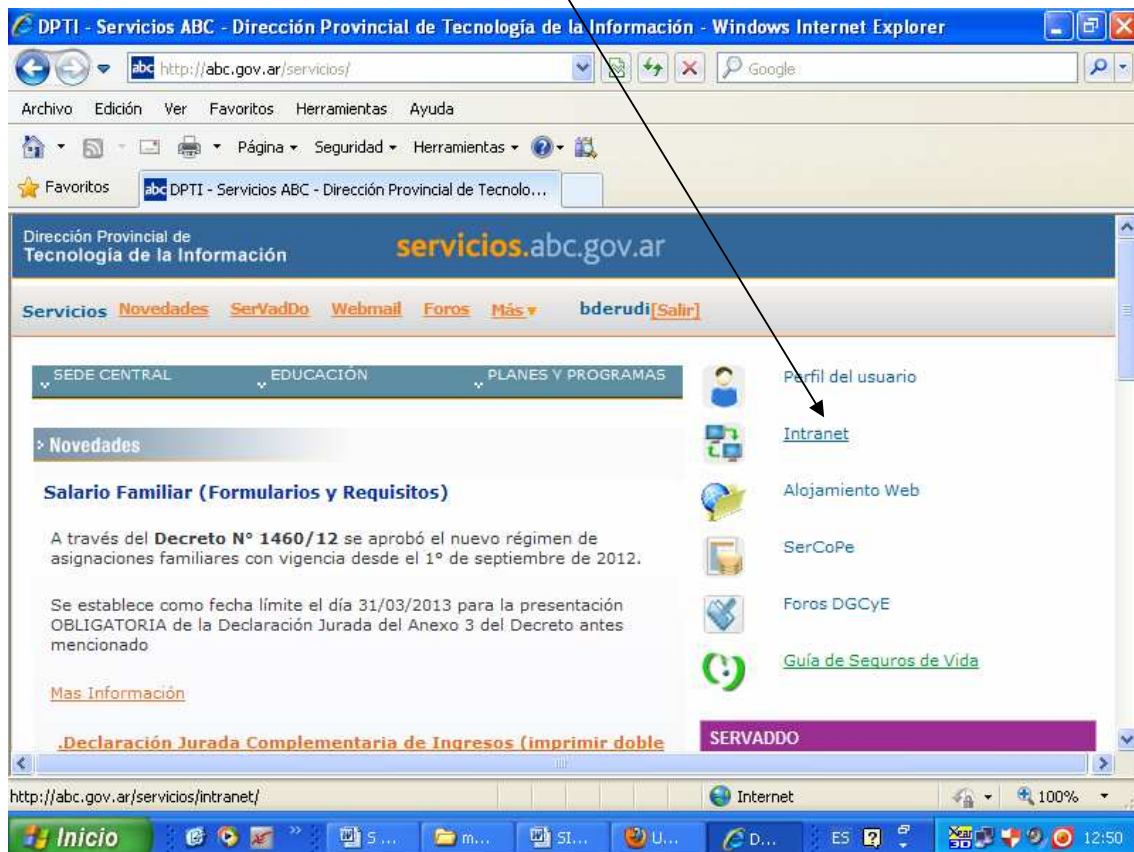 DPTI - Servicios ABC - Dirección Provincial de Tecnología de la Información - Windows Internet Explorer
abc http://abc.gov.ar/servicios/
Google
Archivo Edición Ver Favoritos Herramientas Ayuda
Página Seguridad Herramientas
Favoritos
abc DPTI - Servicios ABC - Dirección Provincial de Tecnolo...
Dirección Provincial de
Tecnología de la Información
servicios.abc.gov.ar
Servicios Novedades SerVadDo Webmail Foros Más bderudi[Salir]
SEDE CENTRAL EDUCACIÓN PLANES Y PROGRAMAS
> Novedades
Salario Familiar (Formularios y Requisitos)
A través del Decreto N° 1460/12 se aprobó el nuevo régimen de
asignaciones familiares con vigencia desde el 1° de septiembre de 2012.
Se establece como fecha límite el día 31/03/2013 para la presentación
OBLIGATORIA de la Declaración Jurada del Anexo 3 del Decreto antes
mencionado
Mas Información
.Declaración Jurada Complementaria de Ingresos (imprimir doble
Perfil del usuario
Intranet
Alojamiento Web
SerCoPe
Foros DGCyE
Guía de Seguros de Vida
SERVADDO
http://abc.gov.ar/servicios/intranet/
Internet
100%
Inicio
S ...
m...
SI...
U...
D...
ES
12:50